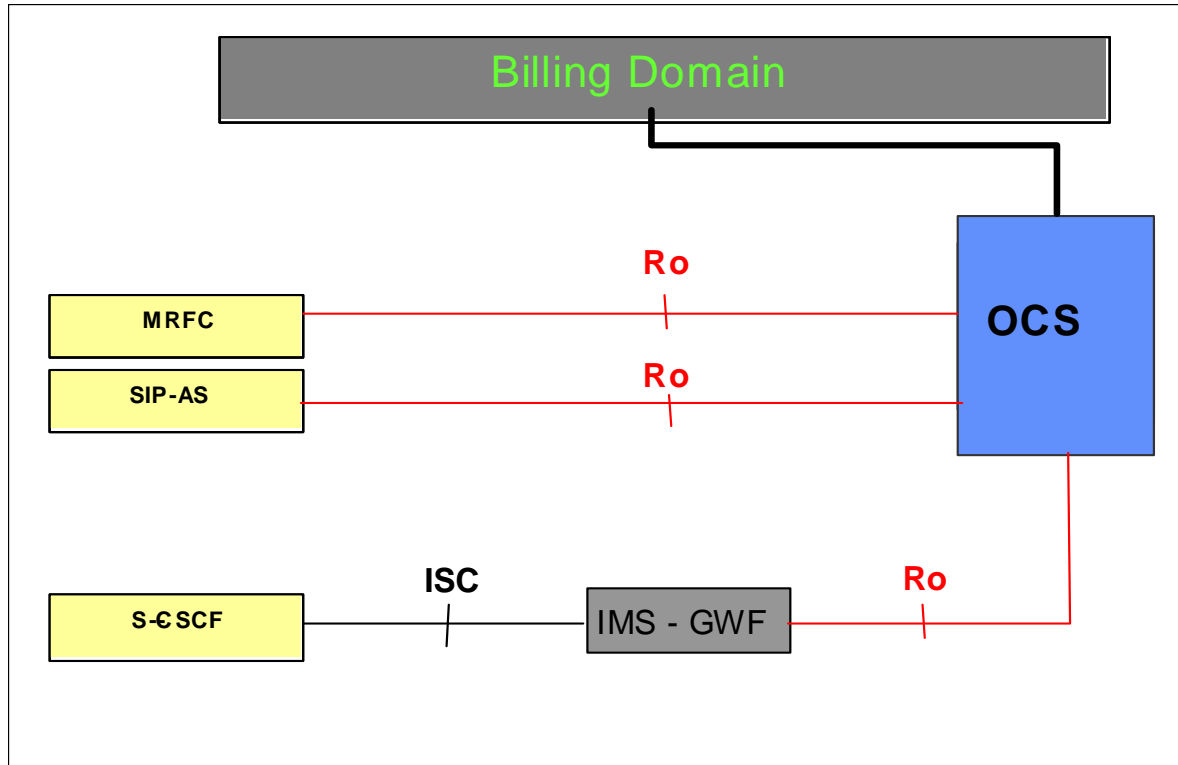 Billing Domain
Ro
MRFC
OCS
Ro
SIP-AS
ISC
Ro
S-CSCF
IMS - GWF